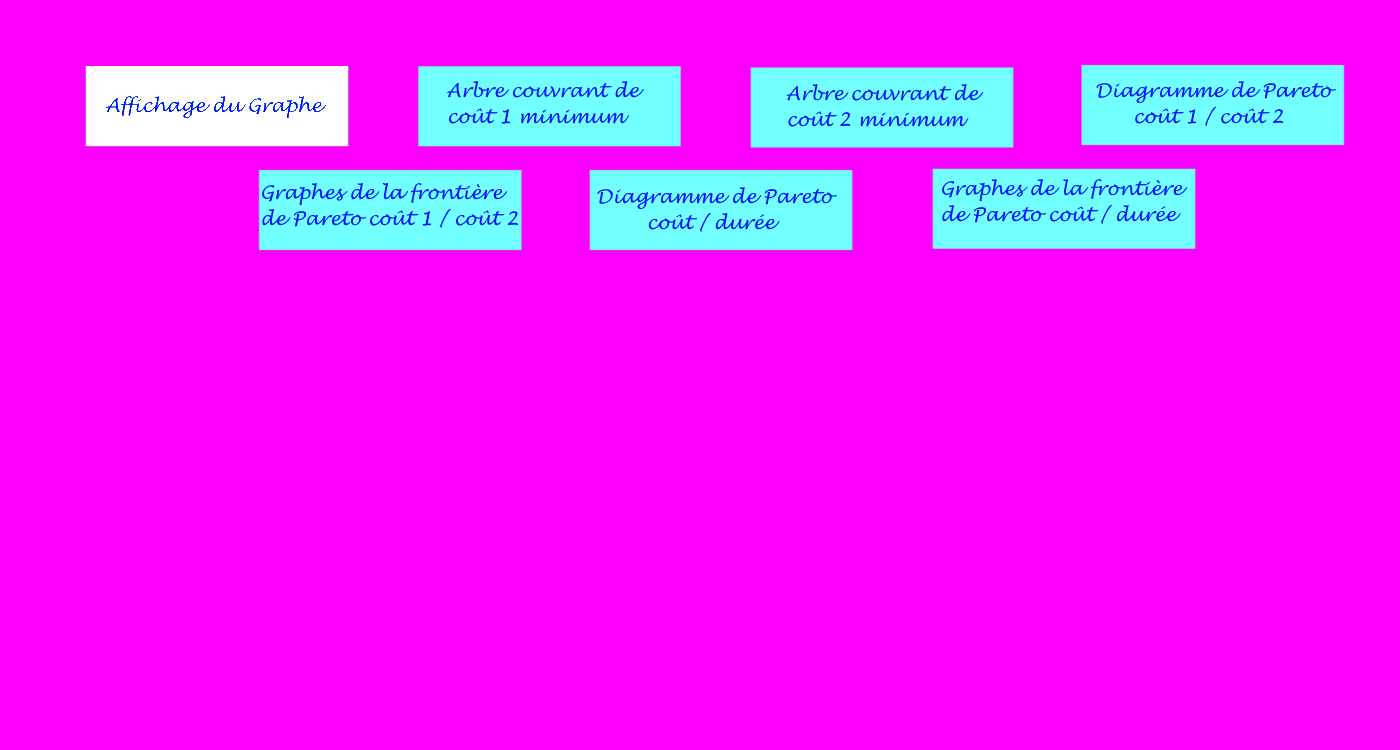 Affichage du Graphe
Arbre couvrant de
coût 1 minimum
Arbre couvrant de
coût 2 minimum
Diagramme de Pareto
coût 1 / coût 2
Graphes de la frontière
de Pareto coût 1 / coût 2
Diagramme de Pareto
coût / durée
Graphes de la frontière
de Pareto coût / durée